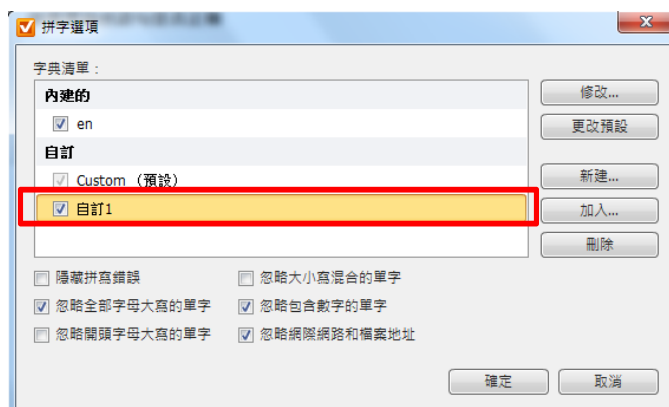 拼字選項
字典清單：
內建的
en
自訂
Custom （預設）
自訂1
修改...
更改預設
新建...
加入...
刪除
隱藏拼寫錯誤
忽略大小寫混合的單字
忽略全部字母大寫的單字
忽略包含數字的單字
忽略開頭字母大寫的單字
忽略網際網路和檔案地址
確定
取消